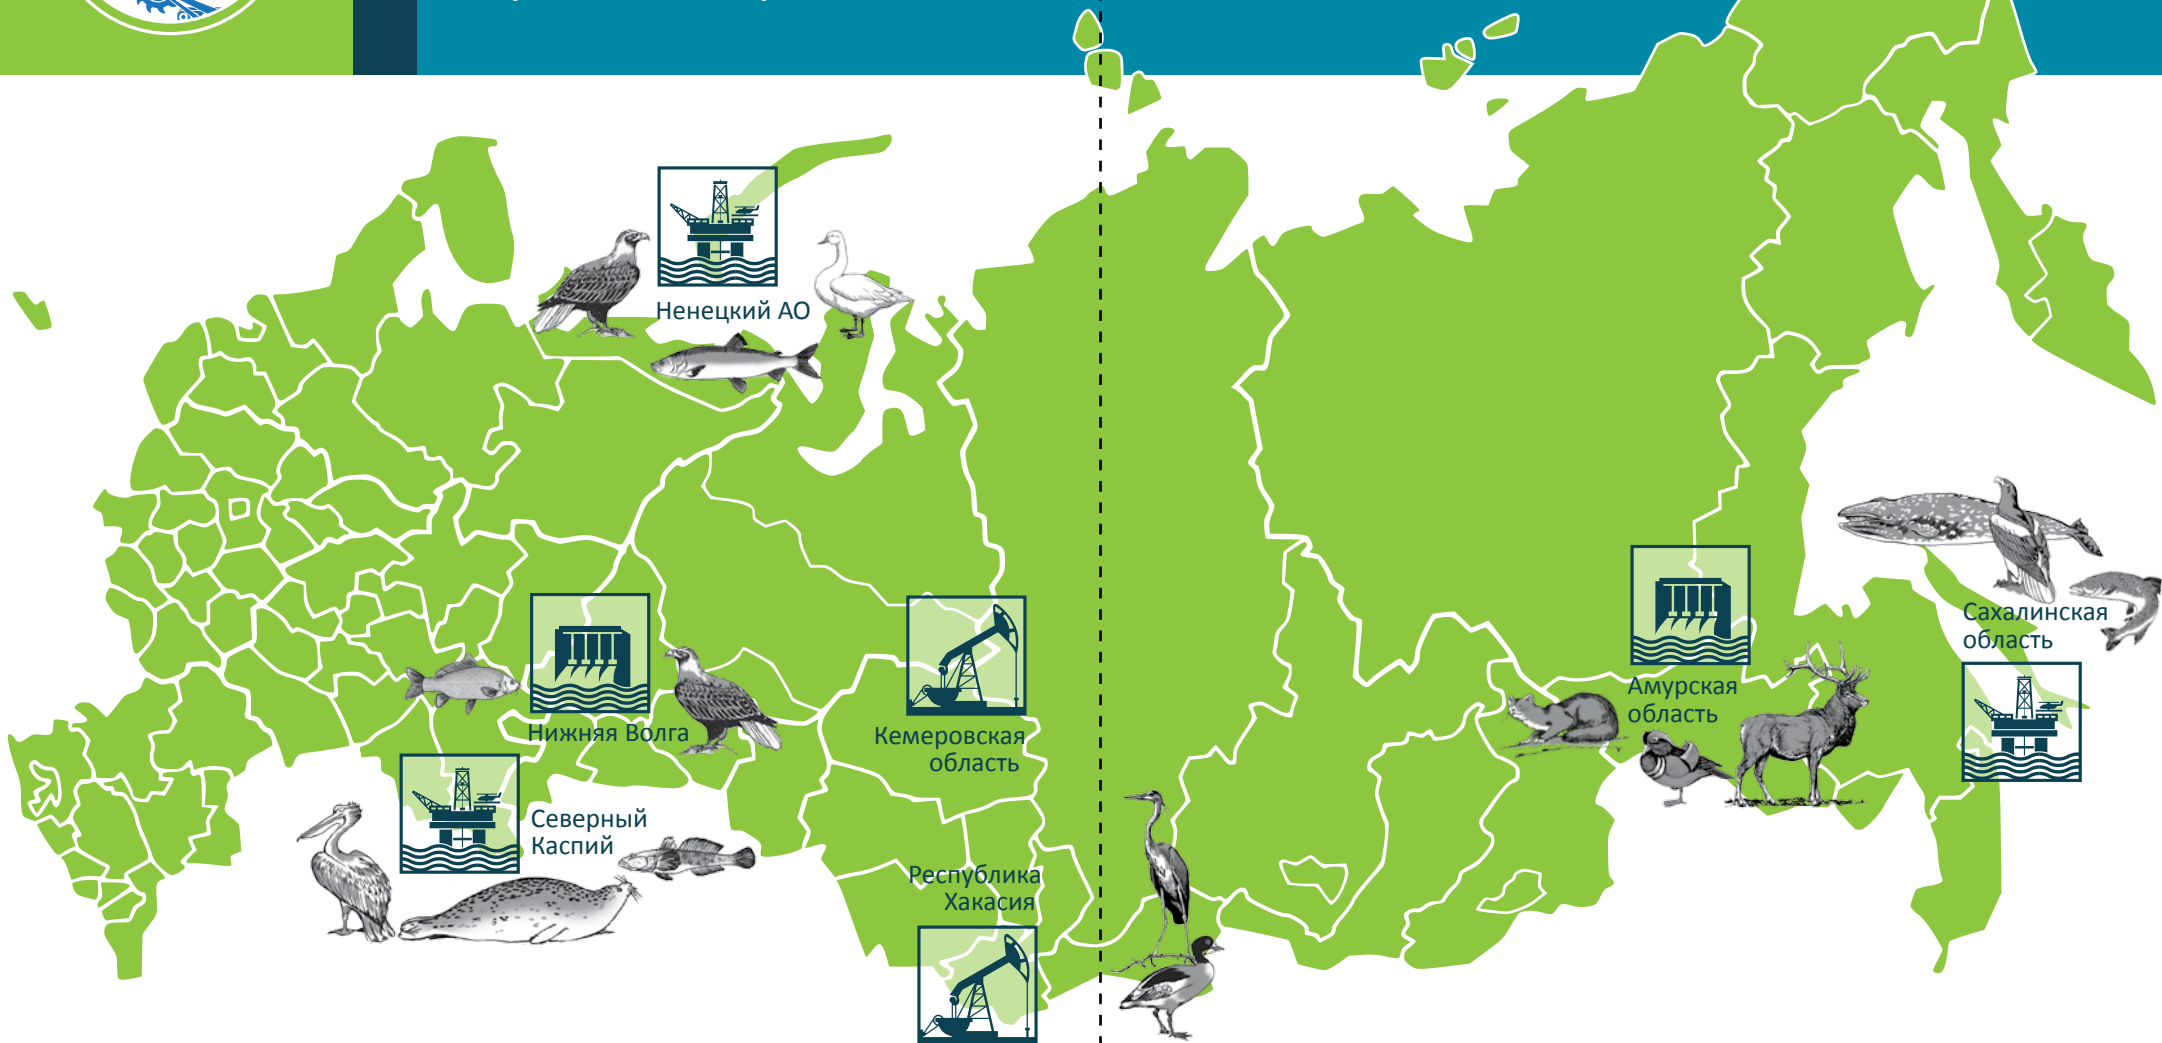 Ненецкий АО
Сахалинская
область
Амурская
область
Нижняя Волга
Кемеровская
область
Северный
Каспий
Республика
Хакасия